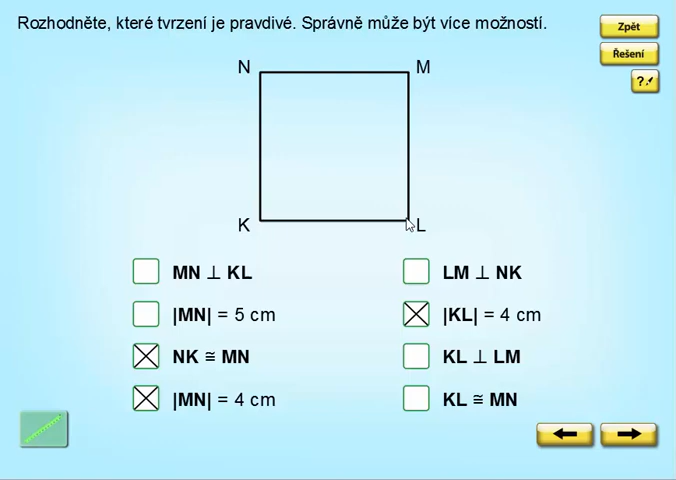 Rozhodněte, které tvrzení je pravdivé. Správně může být více možností.
Zpět
Řešení
?
N
M
K
L
MN ⊥ KL
LM ⊥ NK
|MN| = 5 cm
|KL| = 4 cm
NK ≅ MN
KL ⊥ LM
|MN| = 4 cm
KL ≅ MN